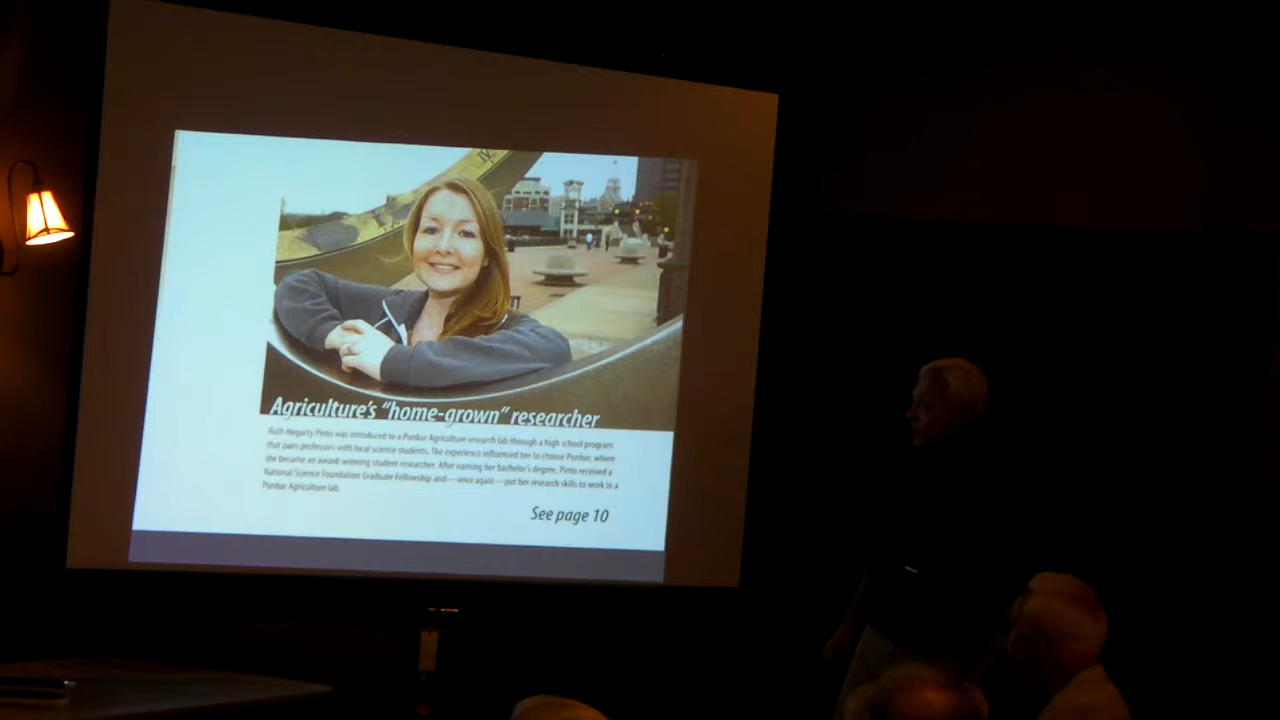 IV
Agriculture's "home-grown" researcher
Ruth Hegarty Pinto was introduced to a Purdue Agriculture research lab through a high school program
that pairs professors with local science students. The experience influenced her to choose Purdue, where
she became an award-winning student researcher. After earning her bachelor's degree, Pinto received a
National Science Foundation Graduate Fellowship and—once again—put her research skills to work in a
Purdue Agriculture lab.
See page 10